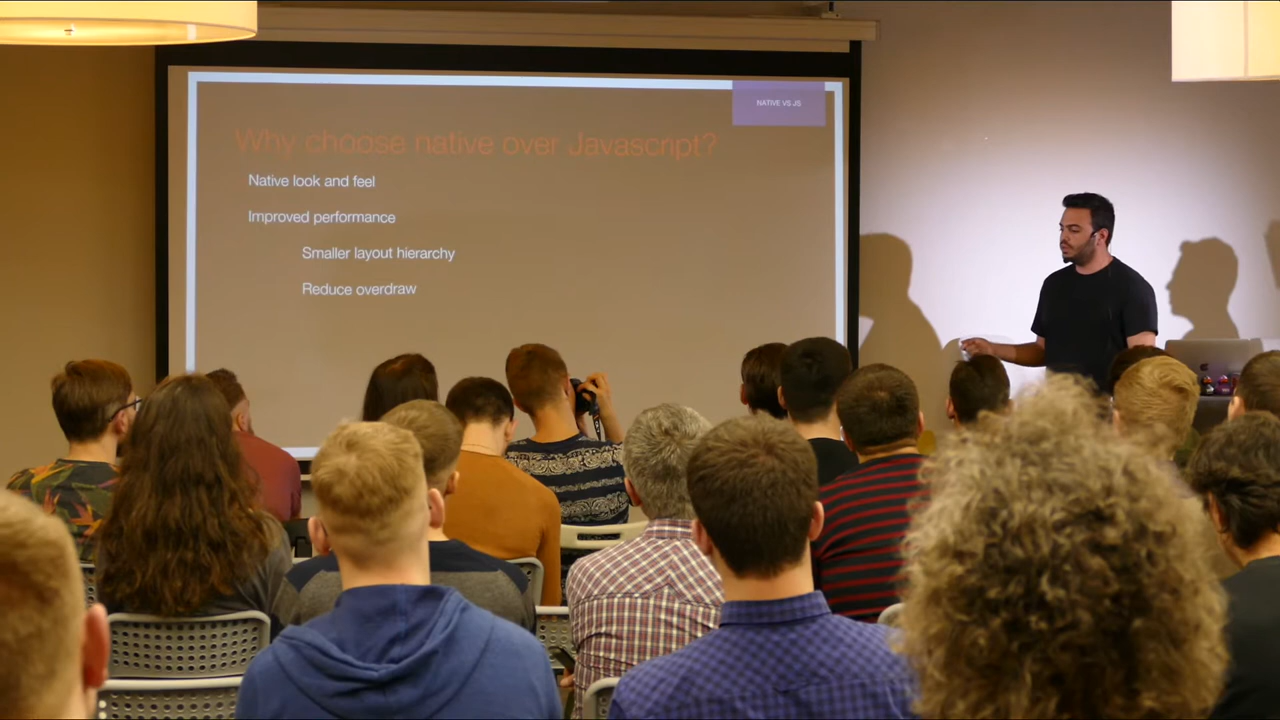 NATIVE VS JS
Why choose native over Javascript?
Native look and feel
Improved performance
Smaller layout hierarchy
Reduce overdraw